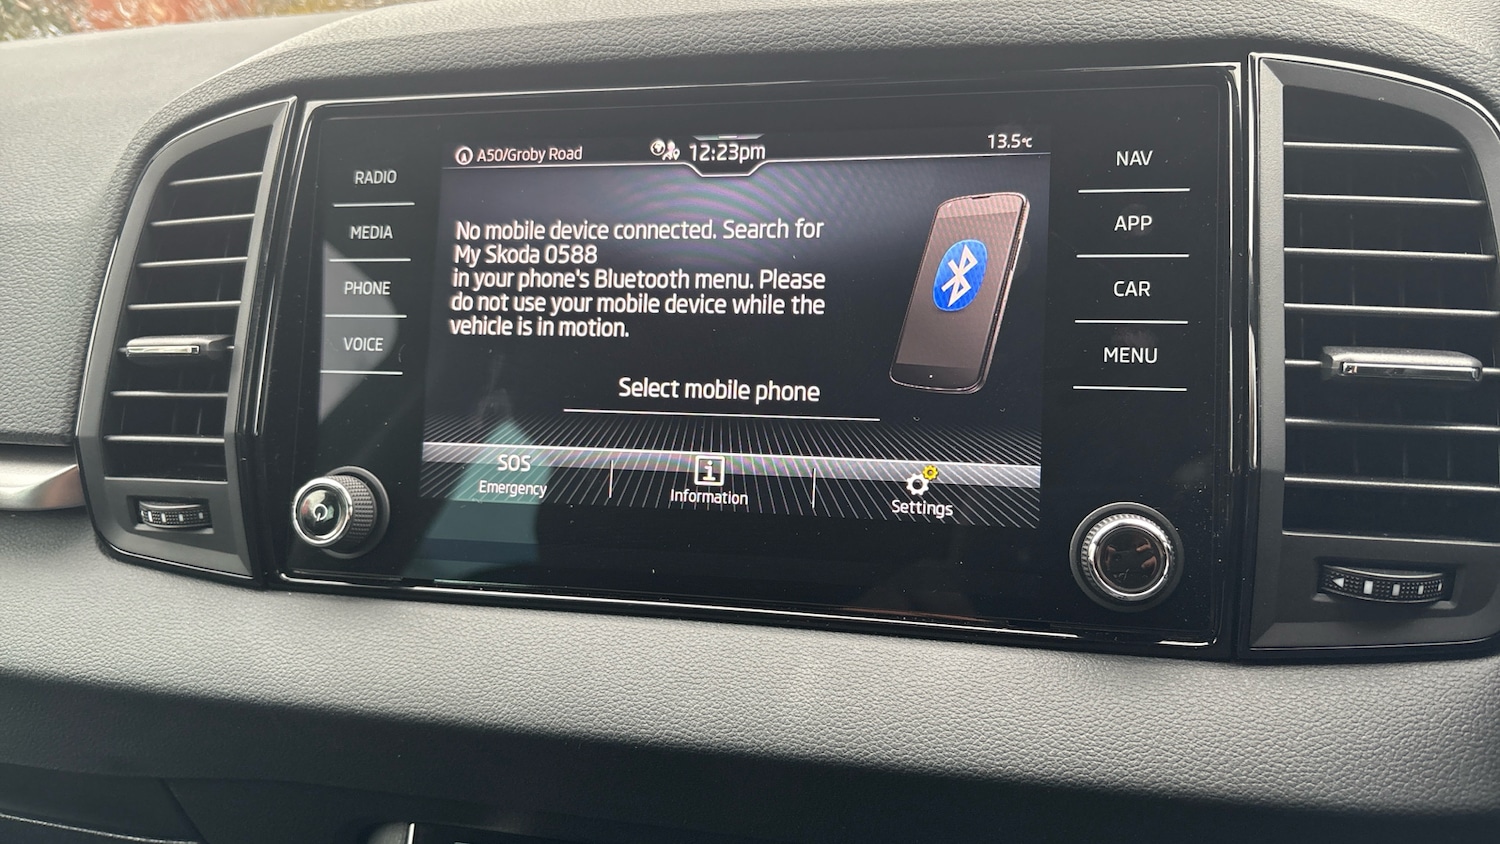 A50/Groby Road
12:23pm
13.5°C
RADIO
MEDIA
PHONE
VOICE
No mobile device connected. Search for
My Skoda 0588
in your phone's Bluetooth menu. Please
do not use your mobile device while the
vehicle is in motion.
Select mobile phone
SOS
Emergency
i
Information
Settings
NAV
APP
CAR
MENU